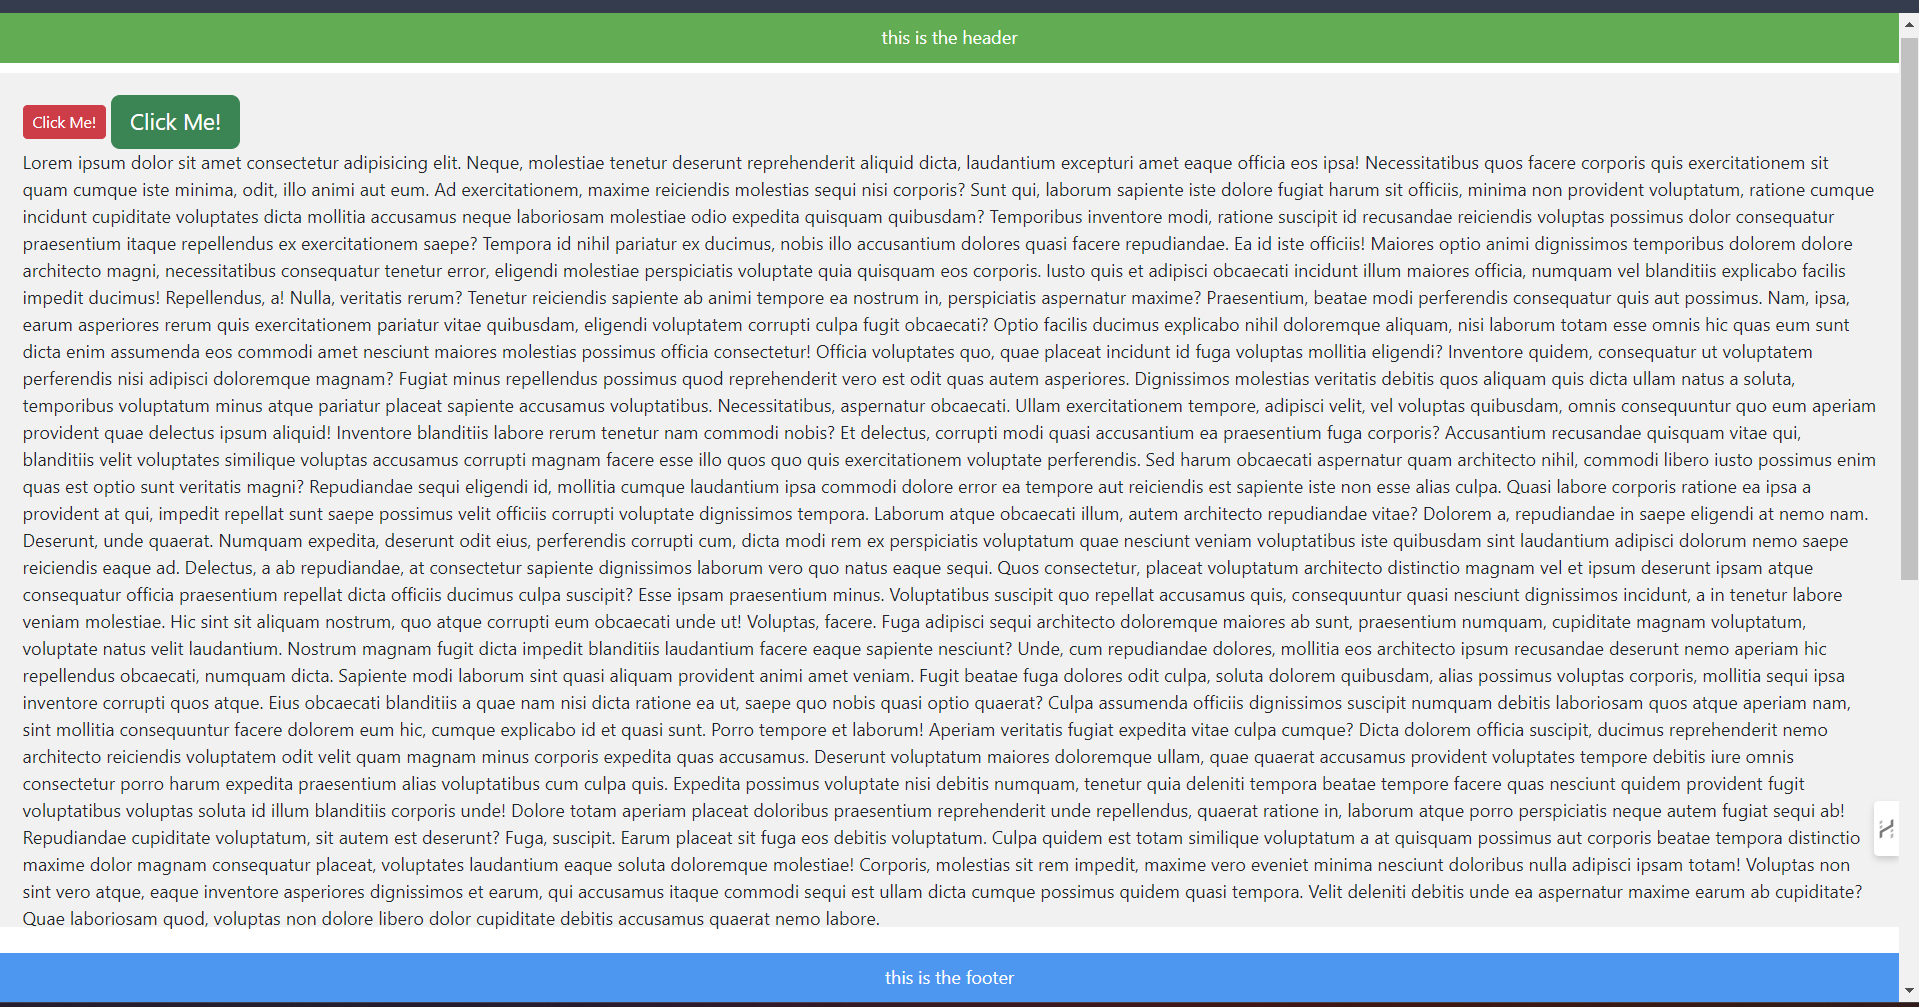 this is the header
Click Me! Click Me!
Lorem ipsum dolor sit amet consectetur adipisicing elit. Neque, molestiae tenetur deserunt reprehenderit aliquid dicta, laudantium excepturi amet eaque officia eos ipsa! Necessitatibus quos facere corporis quis exercitationem sit
quam cumque iste minima, odit, illo animi aut eum. Ad exercitationem, maxime reiciendis molestias sequi nisi corporis? Sunt qui, laborum sapiente iste dolore fugiat harum sit officiis, minima non provident voluptatum, ratione cumque
incidunt cupiditate voluptates dicta mollitia accusamus neque laboriosam molestiae odio expedita quisquam quibusdam? Temporibus inventore modi, ratione suscipit id recusandae reiciendis voluptas possimus dolor consequatur
praesentium itaque repellendus ex exercitationem saepe? Tempora id nihil pariatur ex ducimus, nobis illo accusantium dolores quasi facere repudiandae. Ea id iste officiis! Maiores optio animi dignissimos temporibus dolorem dolore
architecto magni, necessitatibus consequatur tenetur error, eligendi molestiae perspiciatis voluptate quia quisquam eos corporis. Iusto quis et adipisci obcaecati incidunt illum maiores officia, numquam vel blanditiis explicabo facilis
impedit ducimus! Repellendus, a! Nulla, veritatis rerum? Tenetur reiciendis sapiente ab animi tempore ea nostrum in, perspiciatis aspernatur maxime? Praesentium, beatae modi perferendis consequatur quis aut possimus. Nam, ipsa,
earum asperiores rerum quis exercitationem pariatur vitae quibusdam, eligendi voluptatem corrupti culpa fugit obcaecati? Optio facilis ducimus explicabo nihil doloremque aliquam, nisi laborum totam esse omnis hic quas eum sunt
dicta enim assumenda eos commodi amet nesciunt maiores molestias possimus officia consectetur! Officia voluptates quo, quae placeat incidunt id fuga voluptas mollitia eligendi? Inventore quidem, consequatur ut voluptatem
perferendis nisi adipisci doloremque magnam? Fugiat minus repellendus possimus quod reprehenderit vero est odit quas autem asperiores. Dignissimos molestias veritatis debitis quos aliquam quis dicta ullam natus a soluta,
temporibus voluptatum minus atque pariatur placeat sapiente accusamus voluptatibus. Necessitatibus, aspernatur obcaecati. Ullam exercitationem tempore, adipisci velit, vel voluptas quibusdam, omnis consequuntur quo eum aperiam
provident quae delectus ipsum aliquid! Inventore blanditiis labore rerum tenetur nam commodi nobis? Et delectus, corrupti modi quasi accusantium ea praesentium fuga corporis? Accusantium recusandae quisquam vitae qui,
blanditiis velit voluptates similique voluptas accusamus corrupti magnam facere esse illo quos quo quis exercitationem voluptate perferendis. Sed harum obcaecati aspernatur quam architecto nihil, commodi libero iusto possimus enim
quas est optio sunt veritatis magni? Repudiandae sequi eligendi id, mollitia cumque laudantium ipsa commodi dolore error ea tempore aut reiciendis est sapiente iste non esse alias culpa. Quasi labore corporis ratione ea ipsa a
provident at qui, impedit repellat sunt saepe possimus velit officiis corrupti voluptate dignissimos tempora. Laborum atque obcaecati illum, autem architecto repudiandae vitae? Dolorem a, repudiandae in saepe eligendi at nemo nam.
Deserunt, unde quaerat. Numquam expedita, deserunt odit eius, perferendis corrupti cum, dicta modi rem ex perspiciatis voluptatum quae nesciunt veniam voluptatibus iste quibusdam sint laudantium adipisci dolorum nemo saepe
reiciendis eaque ad. Delectus, a ab repudiandae, at consectetur sapiente dignissimos laborum vero quo natus eaque sequi. Quos consectetur, placeat voluptatum architecto distinctio magnam vel et ipsum deserunt ipsam atque
consequatur officia praesentium repellat dicta officiis ducimus culpa suscipit? Esse ipsam praesentium minus. Voluptatibus suscipit quo repellat accusamus quis, consequuntur quasi nesciunt dignissimos incidunt, a in tenetur labore
veniam molestiae. Hic sint sit aliquam nostrum, quo atque corrupti eum obcaecati unde ut! Voluptas, facere. Fuga adipisci sequi architecto doloremque maiores ab sunt, praesentium numquam, cupiditate magnam voluptatum,
voluptate natus velit laudantium. Nostrum magnam fugit dicta impedit blanditiis laudantium facere eaque sapiente nesciunt? Unde, cum repudiandae dolores, mollitia eos architecto ipsum recusandae deserunt nemo aperiam hic
repellendus obcaecati, numquam dicta. Sapiente modi laborum sint quasi aliquam provident animi amet veniam. Fugit beatae fuga dolores odit culpa, soluta dolorem quibusdam, alias possimus voluptas corporis, mollitia sequi ipsa
inventore corrupti quos atque. Eius obcaecati blanditiis a quae nam nisi dicta ratione ea ut, saepe quo nobis quasi optio quaerat? Culpa assumenda officiis dignissimos suscipit numquam debitis laboriosam quos atque aperiam nam,
sint mollitia consequuntur facere dolorem eum hic, cumque explicabo id et quasi sunt. Porro tempore et laborum! Aperiam veritatis fugiat expedita vitae culpa cumque? Dicta dolorem officia suscipit, ducimus reprehenderit nemo
architecto reiciendis voluptatem odit velit quam magnam minus corporis expedita quas accusamus. Deserunt voluptatum maiores doloremque ullam, quae quaerat accusamus provident voluptates tempore debitis iure omnis
consectetur porro harum expedita praesentium alias voluptatibus cum culpa quis. Expedita possimus voluptate nisi debitis numquam, tenetur quia deleniti tempora beatae tempore facere quas nesciunt quidem provident fugit
voluptatibus voluptas soluta id illum blanditiis corporis unde! Dolore totam aperiam placeat doloribus praesentium reprehenderit unde repellendus, quaerat ratione in, laborum atque porro perspiciatis neque autem fugiat sequi ab!
Repudiandae cupiditate voluptatum, sit autem est deserunt? Fuga, suscipit. Earum placeat sit fuga eos debitis voluptatum. Culpa quidem est totam similique voluptatum a at quisquam possimus aut corporis beatae tempora distinctio
maxime dolor magnam consequatur placeat, voluptates laudantium eaque soluta doloremque molestiae! Corporis, molestias sit rem impedit, maxime vero eveniet minima nesciunt doloribus nulla adipisci ipsam totam! Voluptas non
sint vero atque, eaque inventore asperiores dignissimos et earum, qui accusamus itaque commodi sequi est ullam dicta cumque possimus quidem quasi tempora. Velit deleniti debitis unde ea aspernatur maxime earum ab cupiditate?
Quae laboriosam quod, voluptas non dolore libero dolor cupiditate debitis accusamus quaerat nemo labore.
this is the footer